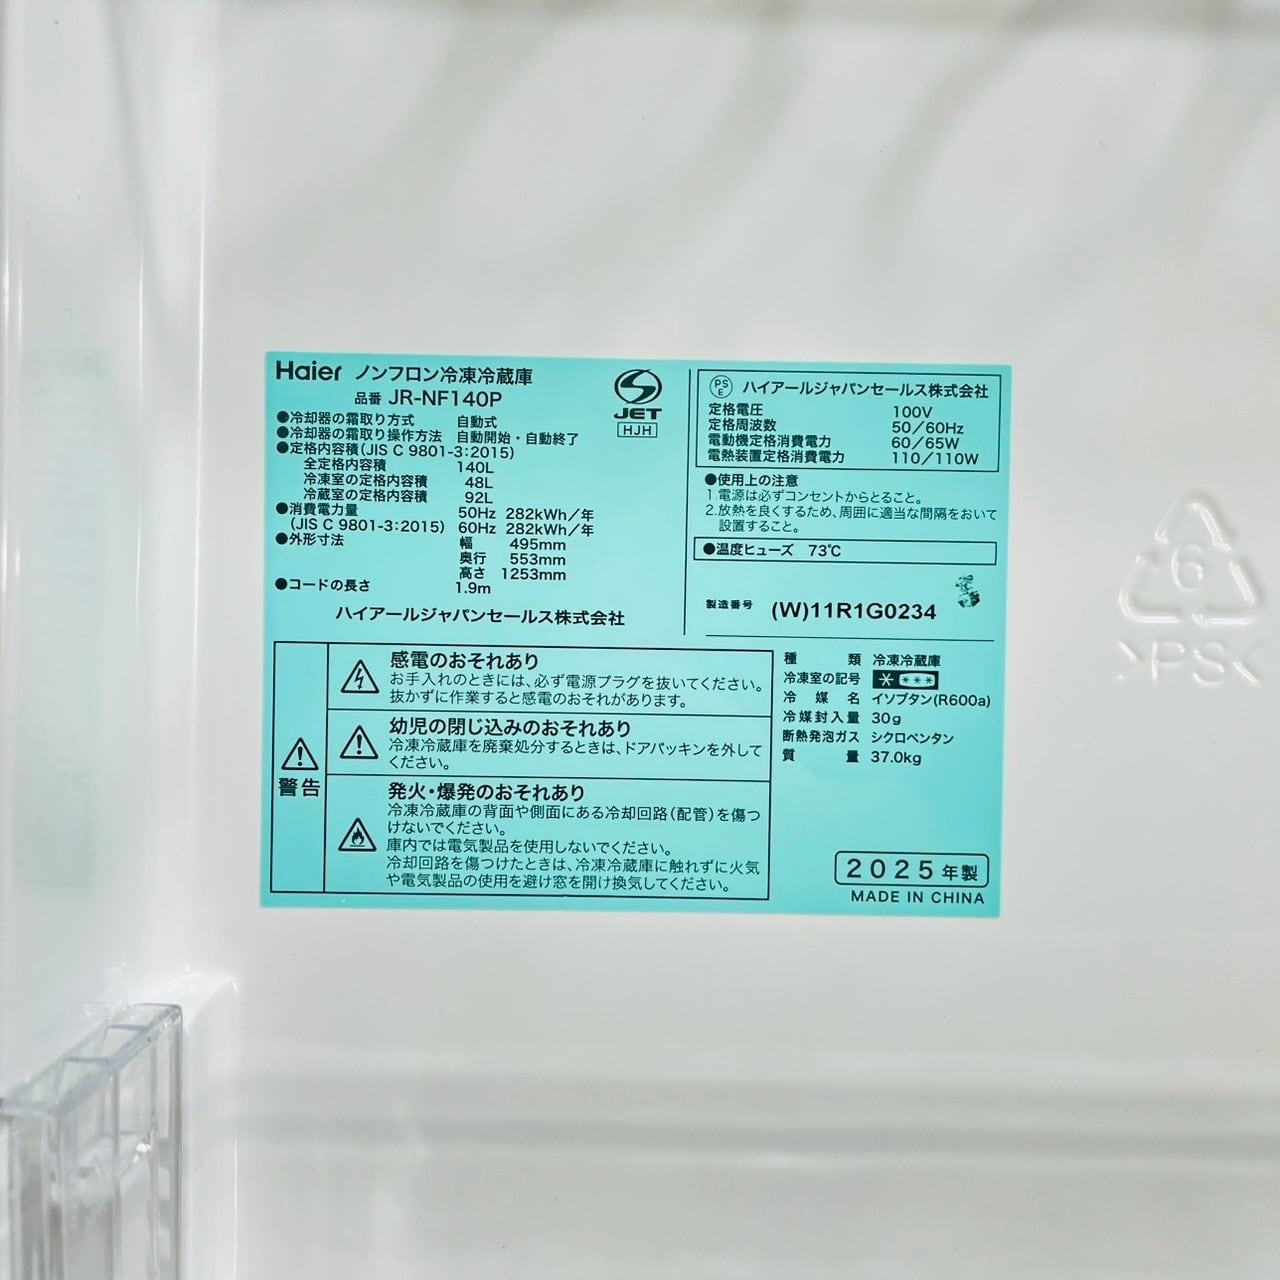 Haier ノンフロン冷凍冷蔵庫
品番 JR-NF140P
●冷却器の霜取り方式 自動式
●冷却器の霜取り操作方法 自動開始・自動終了
●定格内容積(JIS C 9801-3:2015)
全定格内容積 140L
冷凍室の定格内容積 48L
冷蔵室の定格内容積 92L
●消費電力量 50Hz 282kWh/年
(JIS C 9801-3:2015) 60Hz 282kWh/年
●外形寸法 幅 495mm
奥行 553mm
高さ 1253mm
●コードの長さ 1.9m
ハイアールジャパンセールス株式会社
JET
HJH
PSE ハイアールジャパンセールス株式会社
定格電圧 100V
定格周波数 50/60Hz
電動機定格消費電力 60/65W
電熱装置定格消費電力 110/110W
●使用上の注意
1.電源は必ずコンセントからとること。
2.放熱を良くするため、周囲に適当な間隔をおいて
設置すること。
●温度ヒューズ 73℃
製造番号 (W)11R1G0234
警告
感電のおそれあり
お手入れのときには、必ず電源プラグを抜いてください。
抜かずに作業すると感電のおそれがあります。
幼児の閉じ込みのおそれあり
冷凍冷蔵庫を廃棄処分するときは、ドアパッキンを外して
ください。
発火・爆発のおそれあり
冷凍冷蔵庫の背面や側面にある冷却回路(配管)を傷つ
けないでください。
庫内では電気製品を使用しないでください。
冷却回路を傷つけたときは、冷凍冷蔵庫に触れずに火気
や電気製品の使用を避け窓を開け換気してください。
種類 冷凍冷蔵庫
冷凍室の記号
冷媒名 イソブタン(R600a)
冷媒封入量 30g
断熱発泡ガス シクロペンタン
質量 37.0kg
2025年製
MADE IN CHINA
6
>PS<